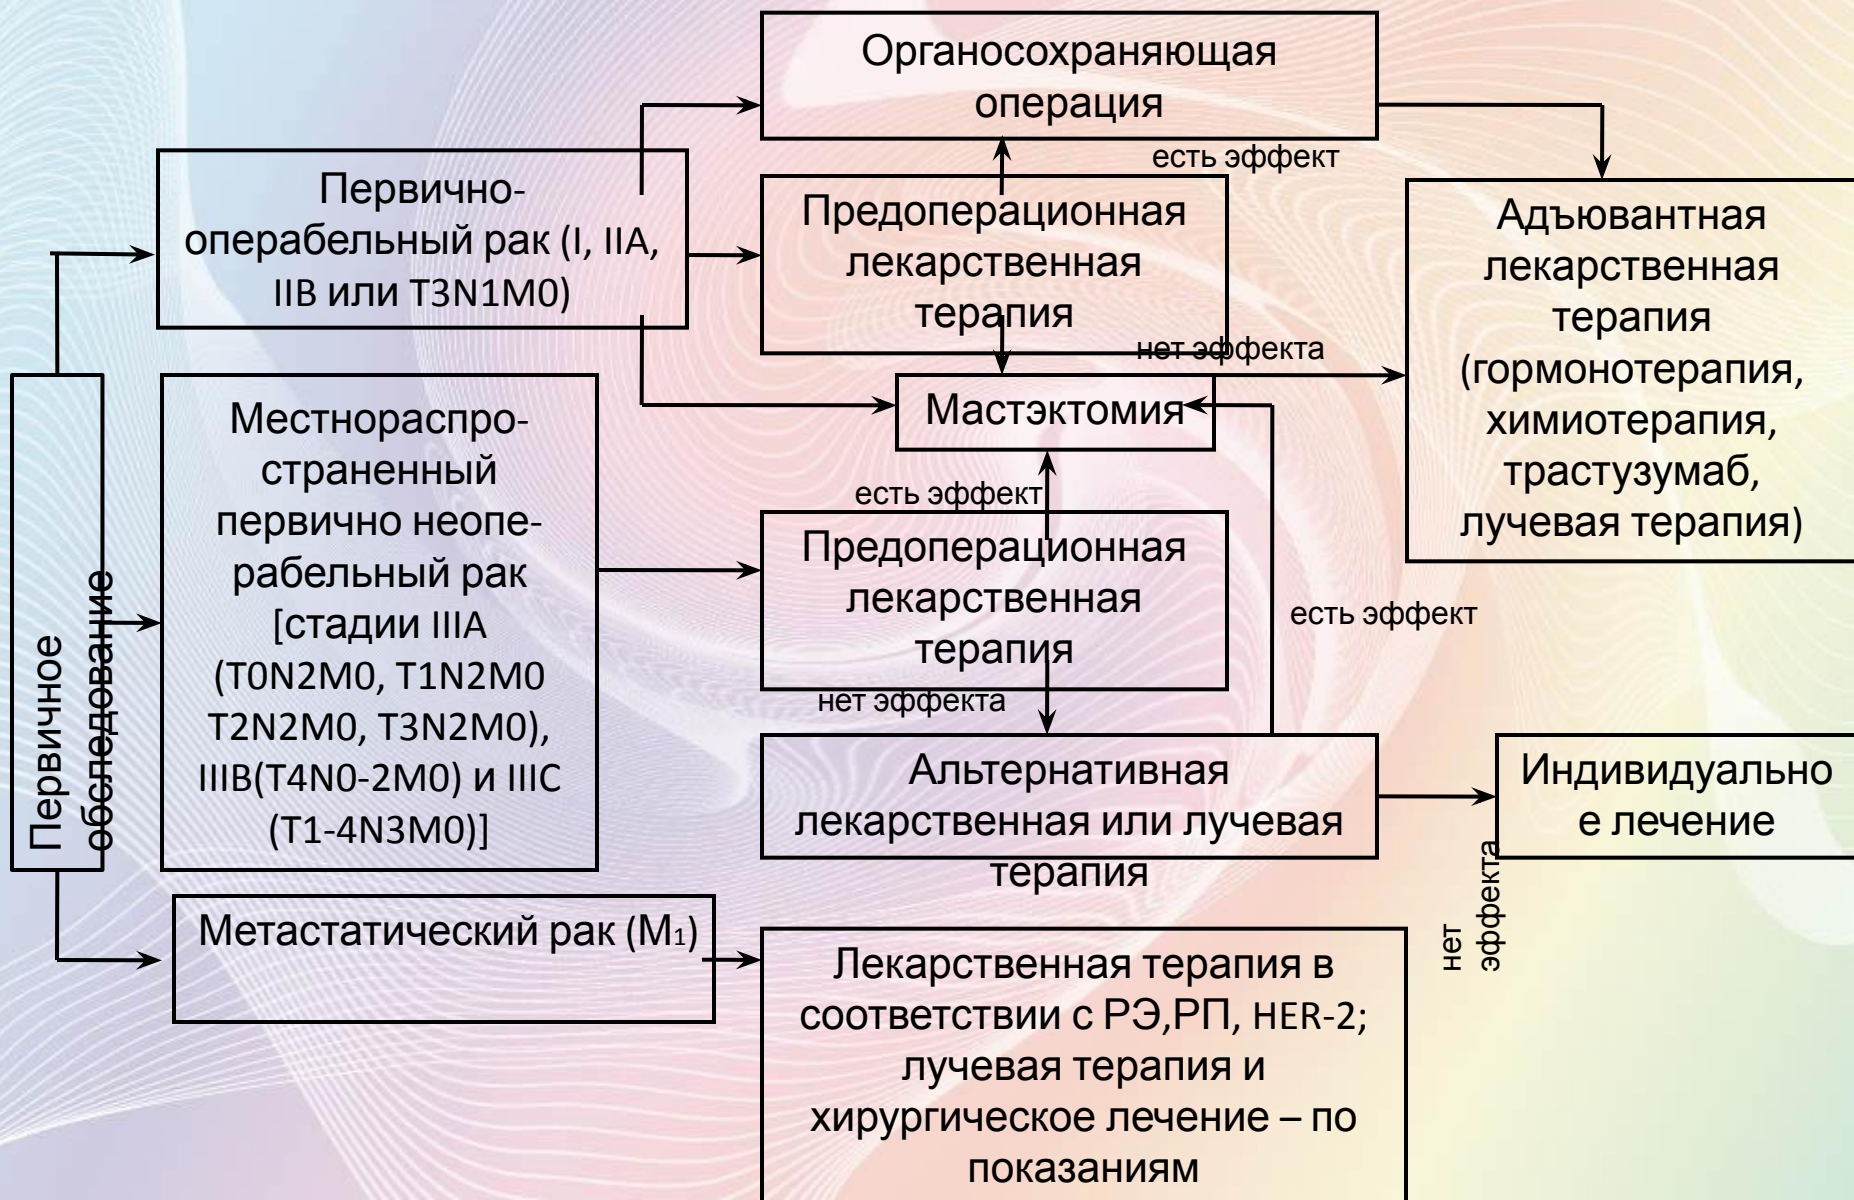 Органосохраняющая
операция
есть эффект
Первично-
операбельный рак (I, IIA,
IIB или T3N1M0)
Предоперационная
лекарственная
терапия
нет эффекта
Адъювантная
лекарственная
терапия
(гормонотерапия,
химиотерапия,
трастузумаб,
лучевая терапия)
Мастэктомия
Первичное
обследование
Местнораспро-
страненный
первично неопе-
рабельный рак
[стадии IIIA
(T0N2M0, T1N2M0
T2N2M0, T3N2M0),
IIIB(T4N0-2M0) и IIIC
(T1-4N3M0)]
есть эффект
Предоперационная
лекарственная
терапия
нет эффекта
есть эффект
Альтернативная
лекарственная или лучевая
терапия
нет
эффекта
Индивидуально
е лечение
Метастатический рак (M₁)
Лекарственная терапия в
соответствии с РЭ,РП, HER-2;
лучевая терапия и
хирургическое лечение – по
показаниям